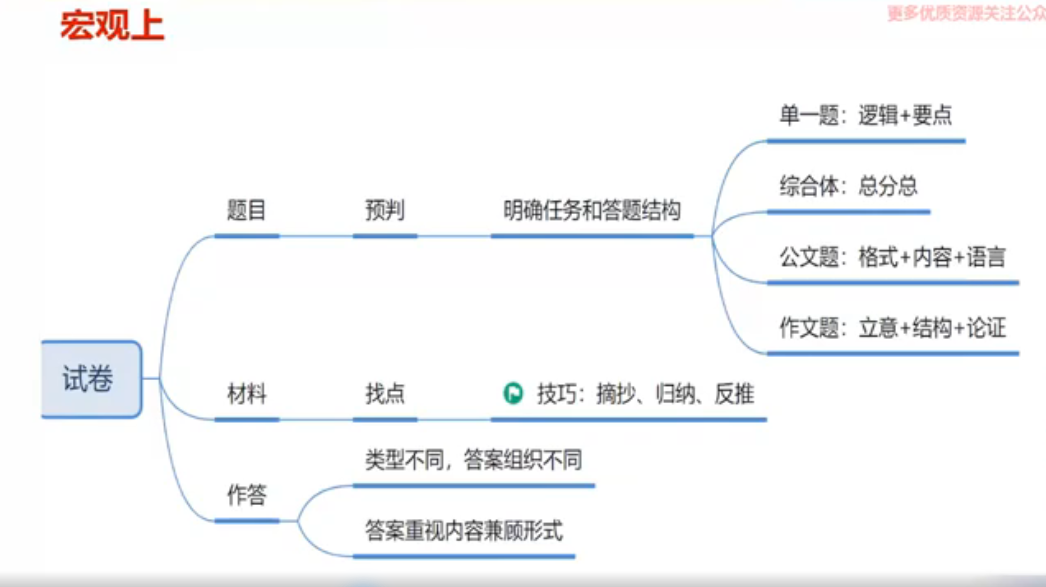 宏观上
更多优质资源关注公众
单一题：逻辑+要点
综合体：总分总
题目
预判
明确任务和答题结构
公文题：格式+内容+语言
作文题：立意+结构+论证
试卷
材料
找点
技巧：摘抄、归纳、反推
类型不同，答案组织不同
作答
答案重视内容兼顾形式